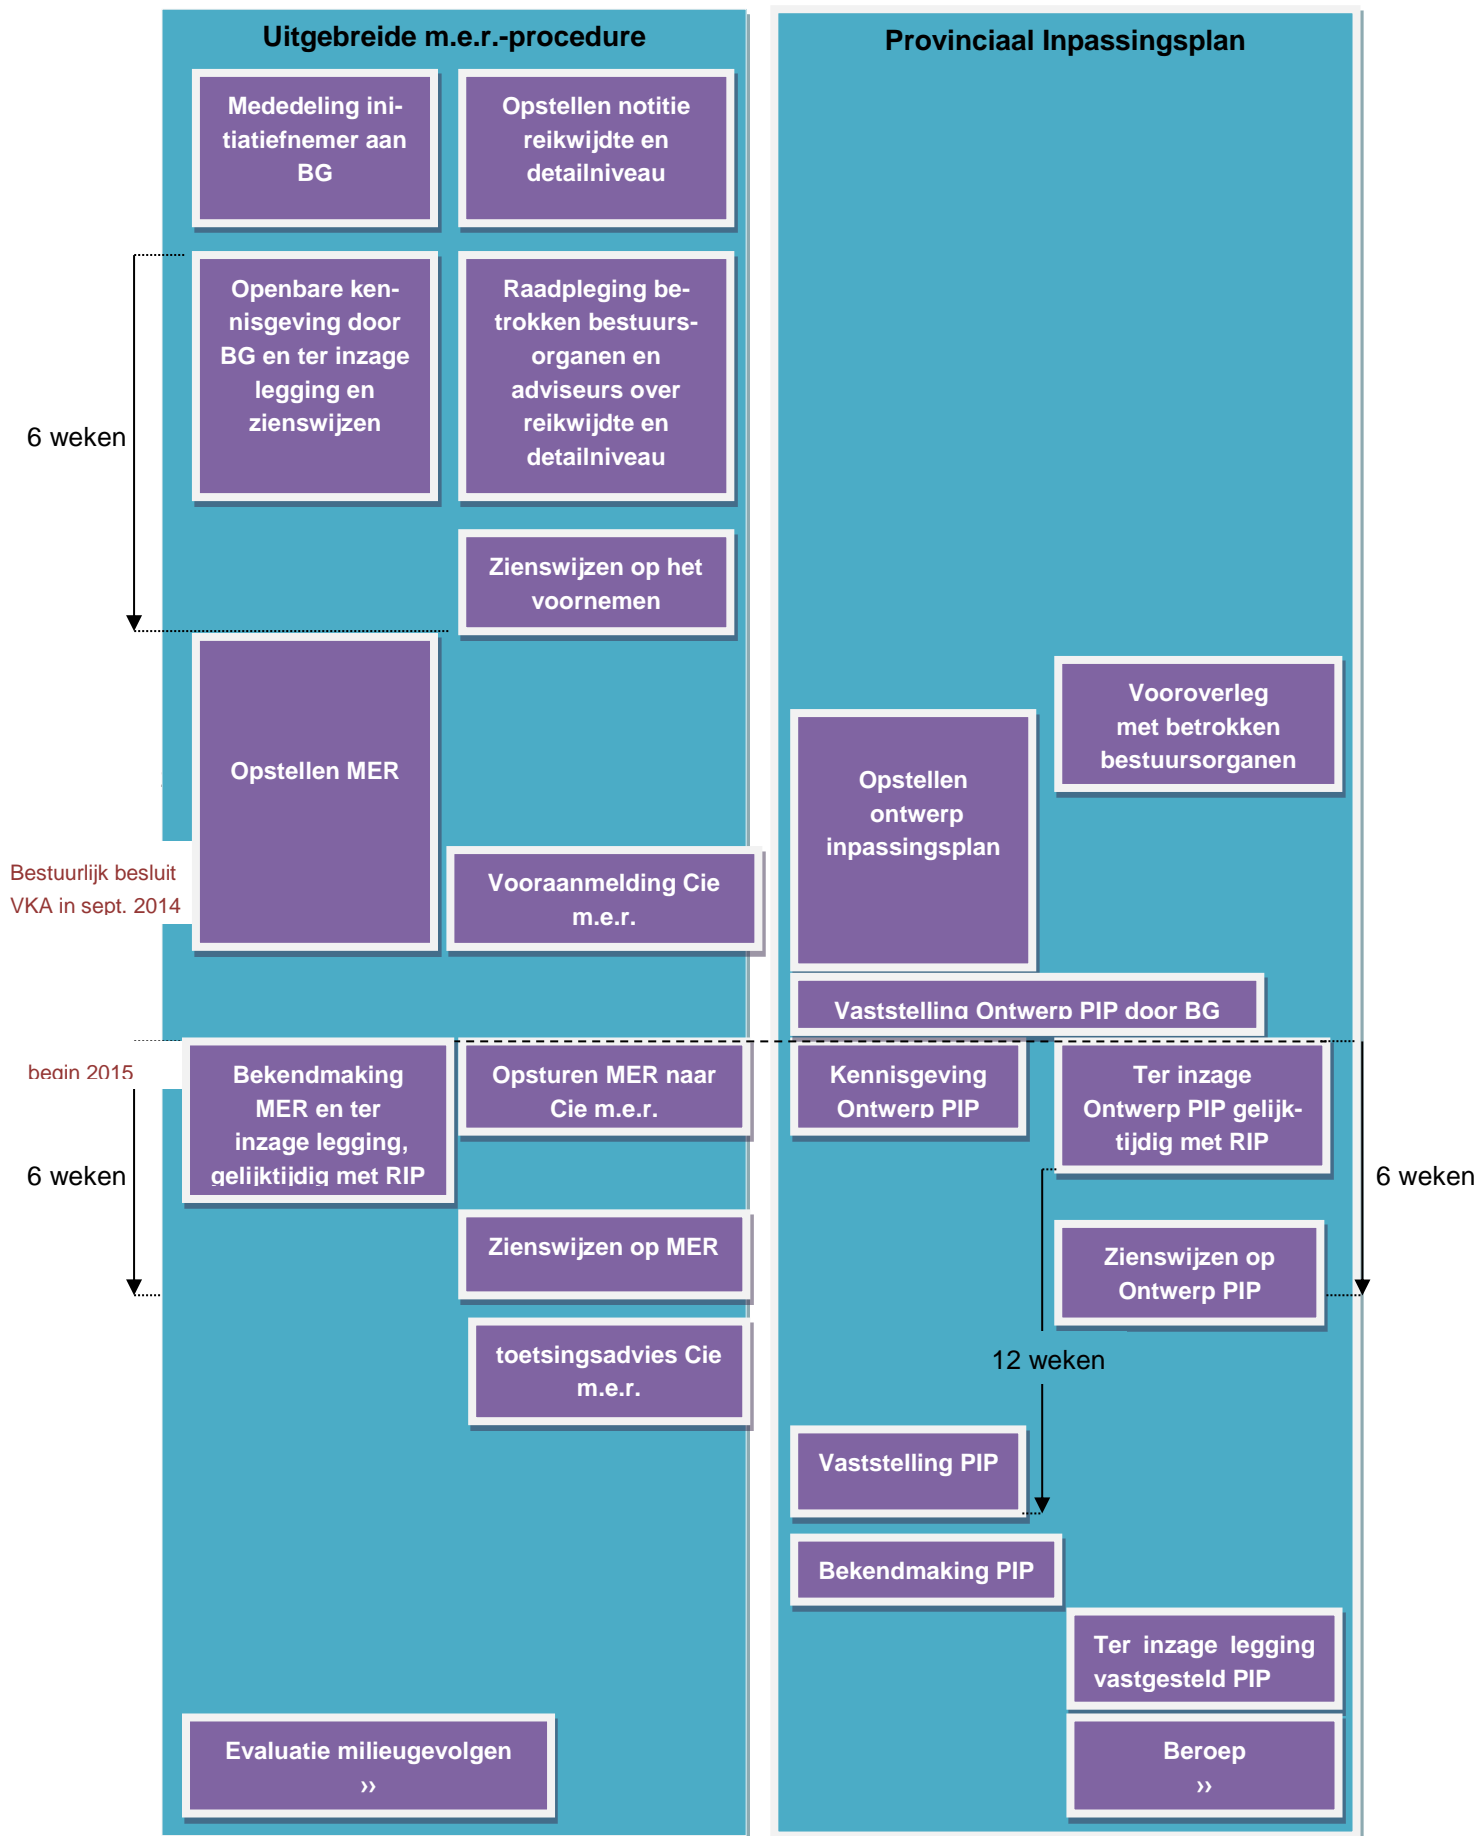 Uitgebreide m.e.r.-procedure
Mededeling ini-
tiatiefnemer aan
BG
Opstellen notitie
reikwijdte en
detailniveau
6 weken
Openbare ken-
nisgeving door
BG en ter inzage
legging en
zienswijzen
Raadpleging be-
trokken bestuurs-
organen en
adviseurs over
reikwijdte en
detailniveau
Zienswijzen op het
voornemen
Opstellen MER
Bestuurlijk besluit
VKA in sept. 2014
Vooraanmelding Cie
m.e.r.
begin 2015
6 weken
Bekendmaking
MER en ter
inzage legging,
gelijktijdig met RIP
Opsturen MER naar
Cie m.e.r.
Zienswijzen op MER
toetsingsadvies Cie
m.e.r.
Evaluatie milieugevolgen
››
Provinciaal Inpassingsplan
Vooroverleg
met betrokken
bestuursorganen
Opstellen
ontwerp
inpassingsplan
Vaststelling Ontwerp PIP door BG
Kennisgeving
Ontwerp PIP
Ter inzage
Ontwerp PIP gelijk-
tijdig met RIP
6 weken
Zienswijzen op
Ontwerp PIP
12 weken
Vaststelling PIP
Bekendmaking PIP
Ter inzage legging
vastgesteld PIP
Beroep
››